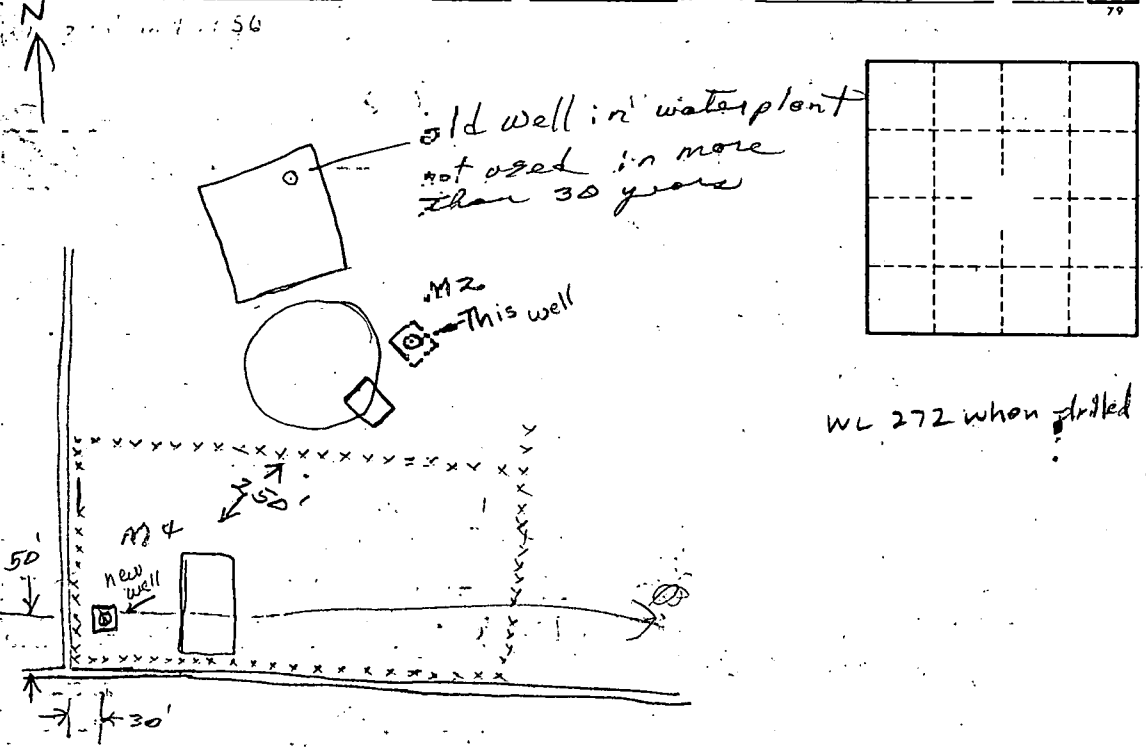 N
79
56
old well in waterplant
not used in more
than 30 years
M2
This well
WL 272 when drilled
M4
new
well
50'
30'